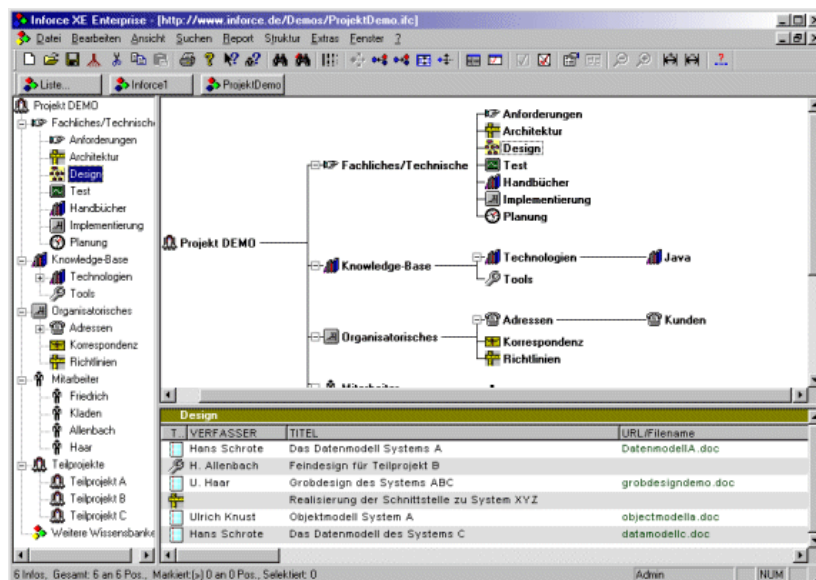 Inforce XE Enterprise - [http://www.inforce.de/Demos/ProjektDemo.ifc]
Datei Bearbeiten Ansicht Suchen Report Struktur Extras Fenster ?
Liste... Inforce1 ProjektDemo
Projekt DEMO
Fachliches/Technische
Anforderungen
Architektur
Design
Test
Handbücher
Implementierung
Planung
Knowledge-Base
Technologien
Tools
Organisatorisches
Adressen
Korrespondenz
Richtlinien
Mitarbeiter
Friedrich
Kladen
Allenbach
Haar
Teilprojekte
Teilprojekt A
Teilprojekt B
Teilprojekt C
Weitere Wissensbanke
Projekt DEMO
Fachliches/Technische
Anforderungen
Architektur
Design
Test
Handbücher
Implementierung
Planung
Knowledge-Base
Technologien
Java
Tools
Organisatorisches
Adressen
Kunden
Korrespondenz
Richtlinien
Mitarbeiter
Design
T... VERFASSER TITEL URL/Filename
Hans Schrote Das Datenmodell Systems A DatenmodellA.doc
H. Allenbach Feindesign für Teilprojekt B
U. Haar Grobdesign des Systems ABC grobdesigndemo.doc
Realisierung der Schnittstelle zu System XYZ
Ulrich Knust Objektmodell System A objectmodella.doc
Hans Schrote Das Datenmodell des Systems C datamodellc.doc
6 Infos, Gesamt: 6 an 6 Pos., Markiert(>) 0 an 0 Pos., Selektiert: 0 Admin NUM